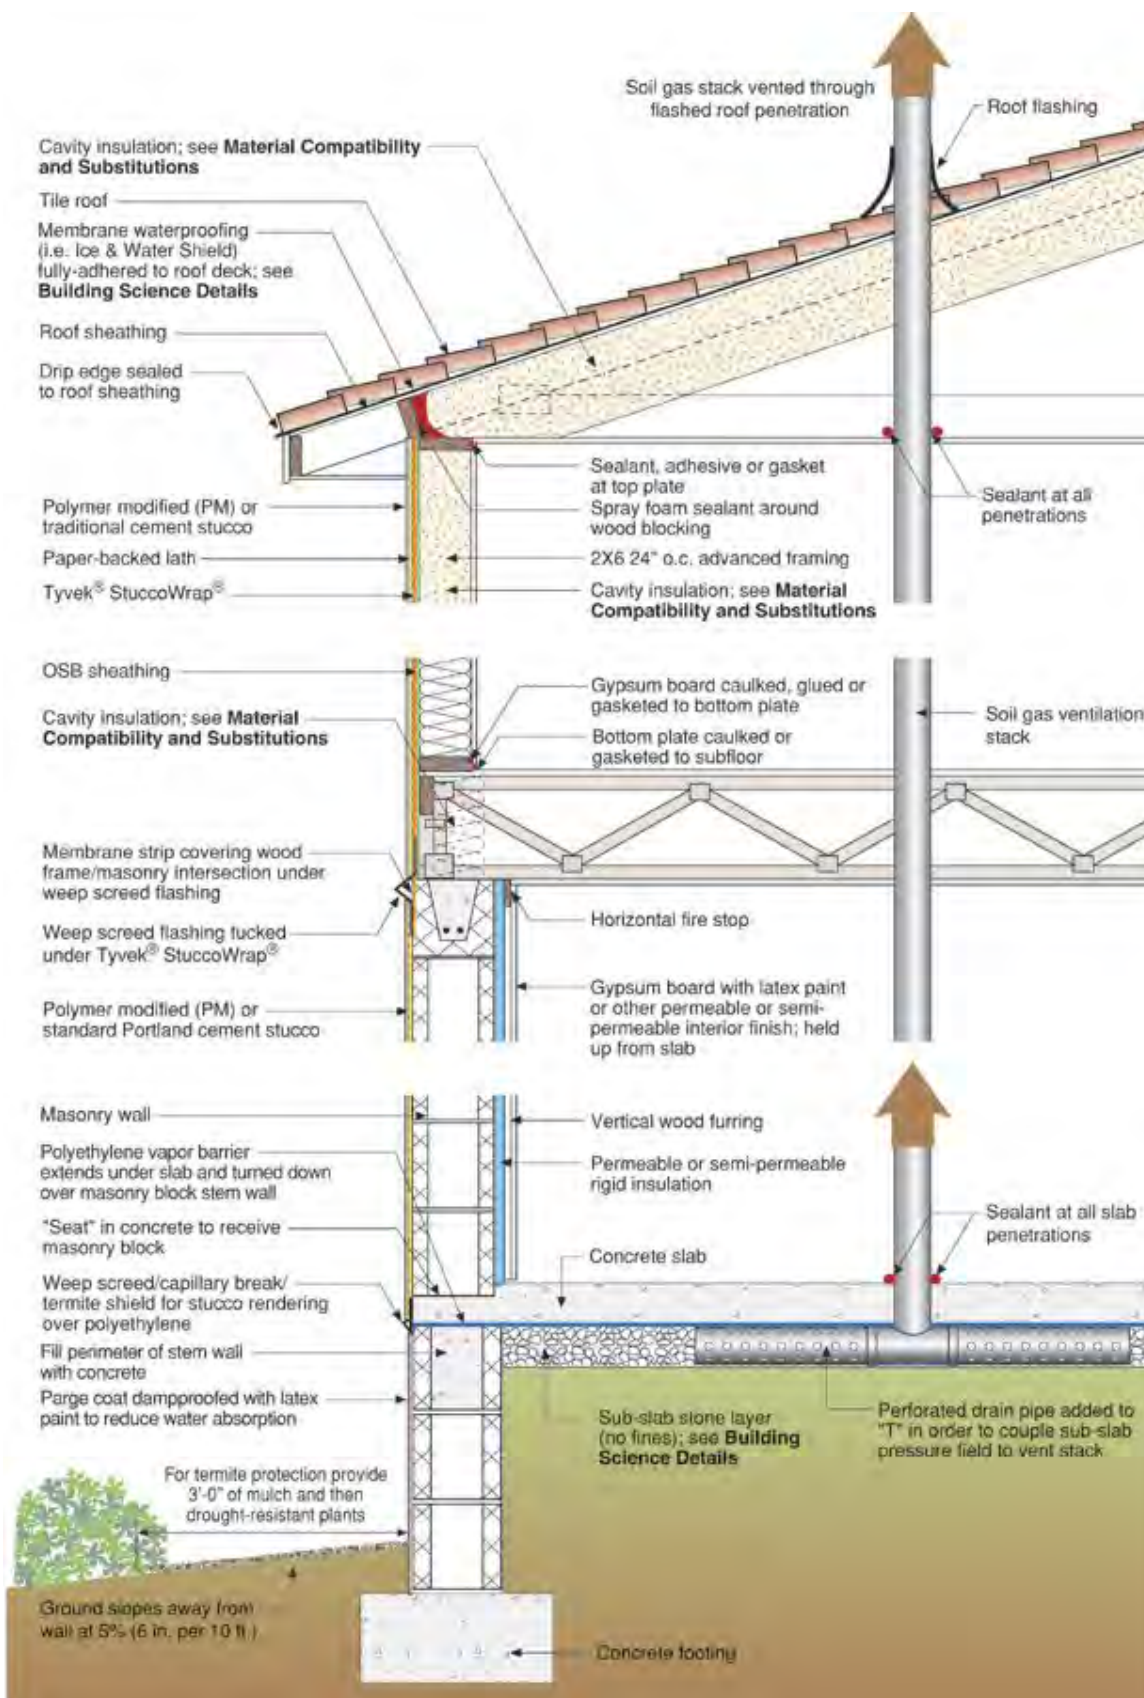 Soil gas stack vented through
flashed roof penetration
Roof flashing
Cavity insulation; see Material Compatibility
and Substitutions
Tile roof
Membrane waterproofing
(i.e. Ice & Water Shield)
fully-adhered to roof deck; see
Building Science Details
Roof sheathing
Drip edge sealed
to roof sheathing
Sealant, adhesive or gasket
at top plate
Spray foam sealant around
wood blocking
2X6 24" o.c. advanced framing
Cavity insulation; see Material
Compatibility and Substitutions
Sealant at all
penetrations
Polymer modified (PM) or
traditional cement stucco
Paper-backed lath
Tyvek® StuccoWrap®
OSB sheathing
Cavity insulation; see Material
Compatibility and Substitutions
Gypsum board caulked, glued or
gasketed to bottom plate
Bottom plate caulked or
gasketed to subfloor
Soil gas ventilation
stack
Membrane strip covering wood
frame/masonry intersection under
weep screed flashing
Weep screed flashing tucked
under Tyvek® StuccoWrap®
Polymer modified (PM) or
standard Portland cement stucco
Horizontal fire stop
Gypsum board with latex paint
or other permeable or semi-
permeable interior finish; held
up from slab
Masonry wall
Polyethylene vapor barrier
extends under slab and turned down
over masonry block stem wall
"Seat" in concrete to receive
masonry block
Weep screed/capillary break/
termite shield for stucco rendering
over polyethylene
Fill perimeter of stem wall
with concrete
Parge coat dampproofed with latex
paint to reduce water absorption
Vertical wood furring
Permeable or semi-permeable
rigid insulation
Concrete slab
Sealant at all slab
penetrations
Sub-slab stone layer
(no fines); see Building
Science Details
Perforated drain pipe added to
"T" in order to couple sub-slab
pressure field to vent stack
For termite protection provide
3'-0" of mulch and then
drought-resistant plants
Ground slopes away from
wall at 5% (6 in. per 10 ft.)
Concrete footing